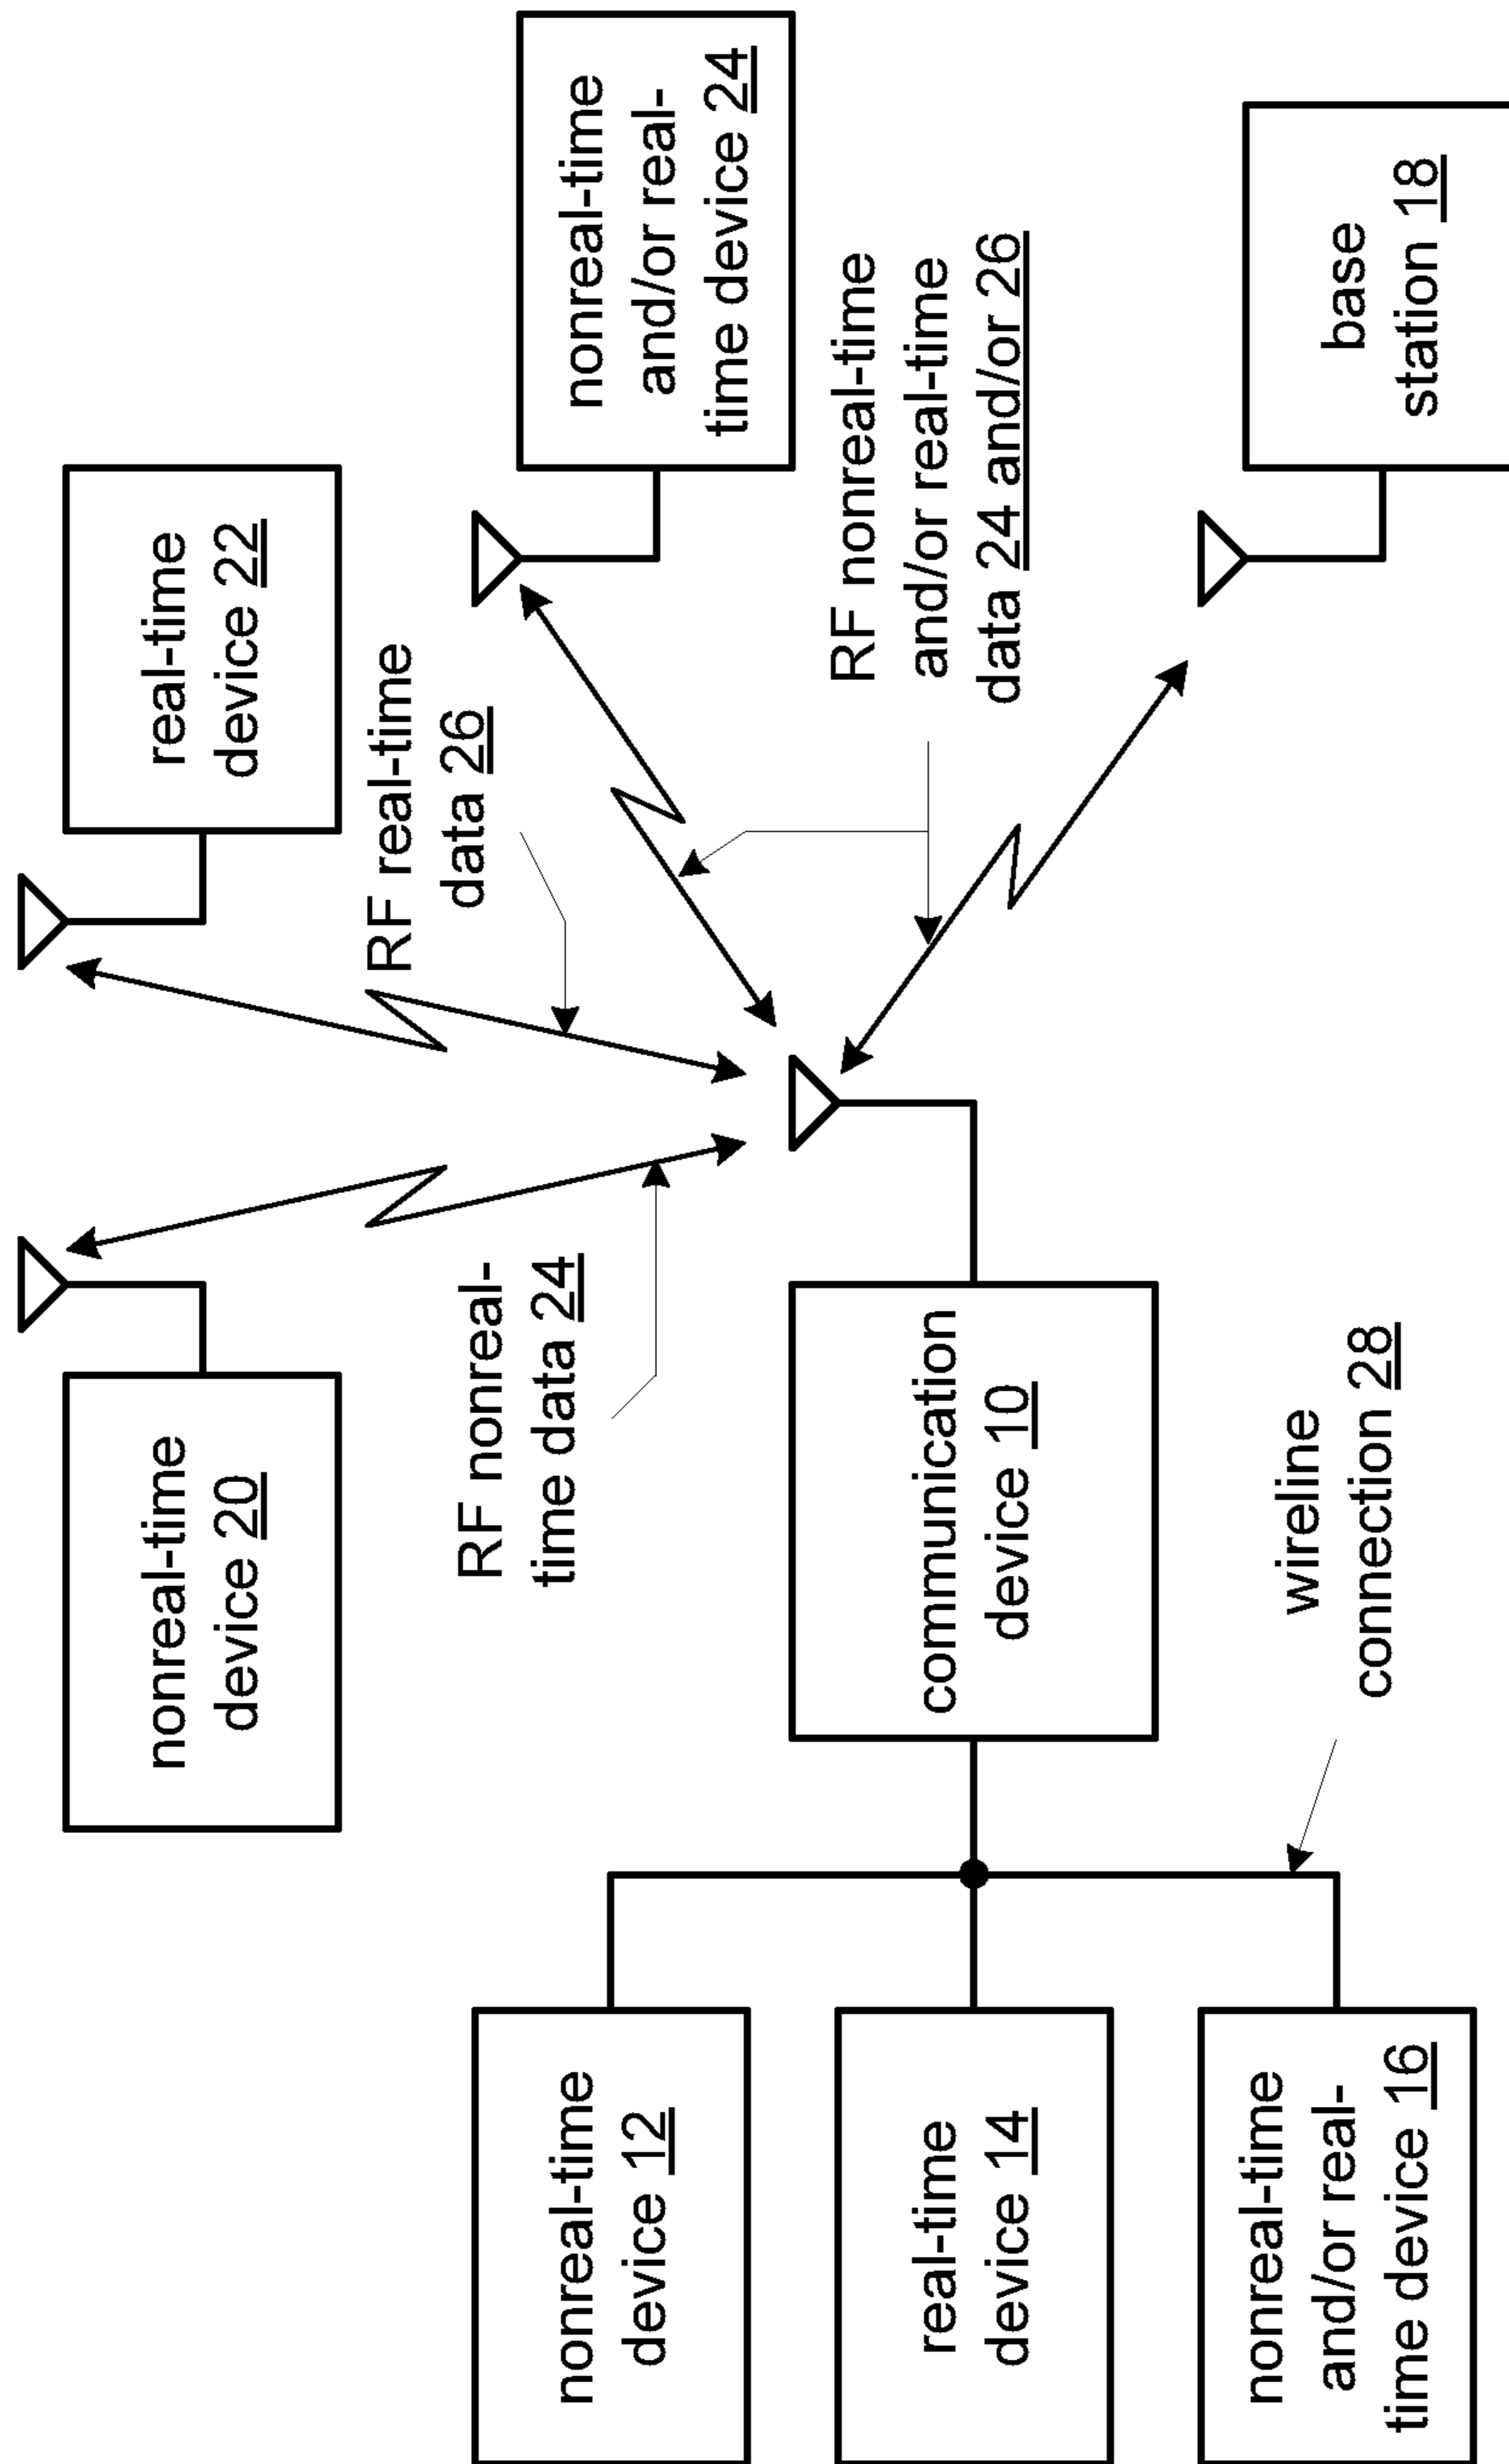 nonreal-time
device 20
real-time
device 22
RF nonreal-
time data 24
RF real-time
data 26
nonreal-time
and/or real-
time device 24
nonreal-time
device 12
communication
device 10
RF nonreal-time
and/or real-time
data 24 and/or 26
real-time
device 14
nonreal-time
and/or real-
time device 16
wireline
connection 28
base
station 18